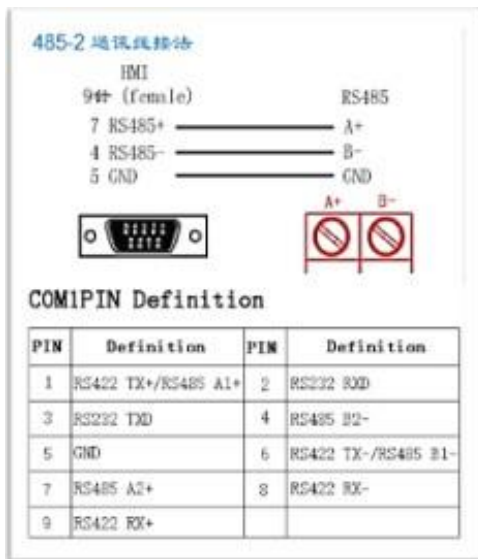 485-2 通讯线接法
HMI
9针 (female) RS485
7 RS485+ A+
4 RS485- B-
5 GND GND
A+ B-
COM1PIN Definition
PIN Definition PIN Definition
1 RS422 TX+/RS485 A1+ 2 RS232 RXD
3 RS232 TXD 4 RS485 B2-
5 GND 6 RS422 TX-/RS485 B1-
7 RS485 A2+ 8 RS422 RX-
9 RS422 RX+